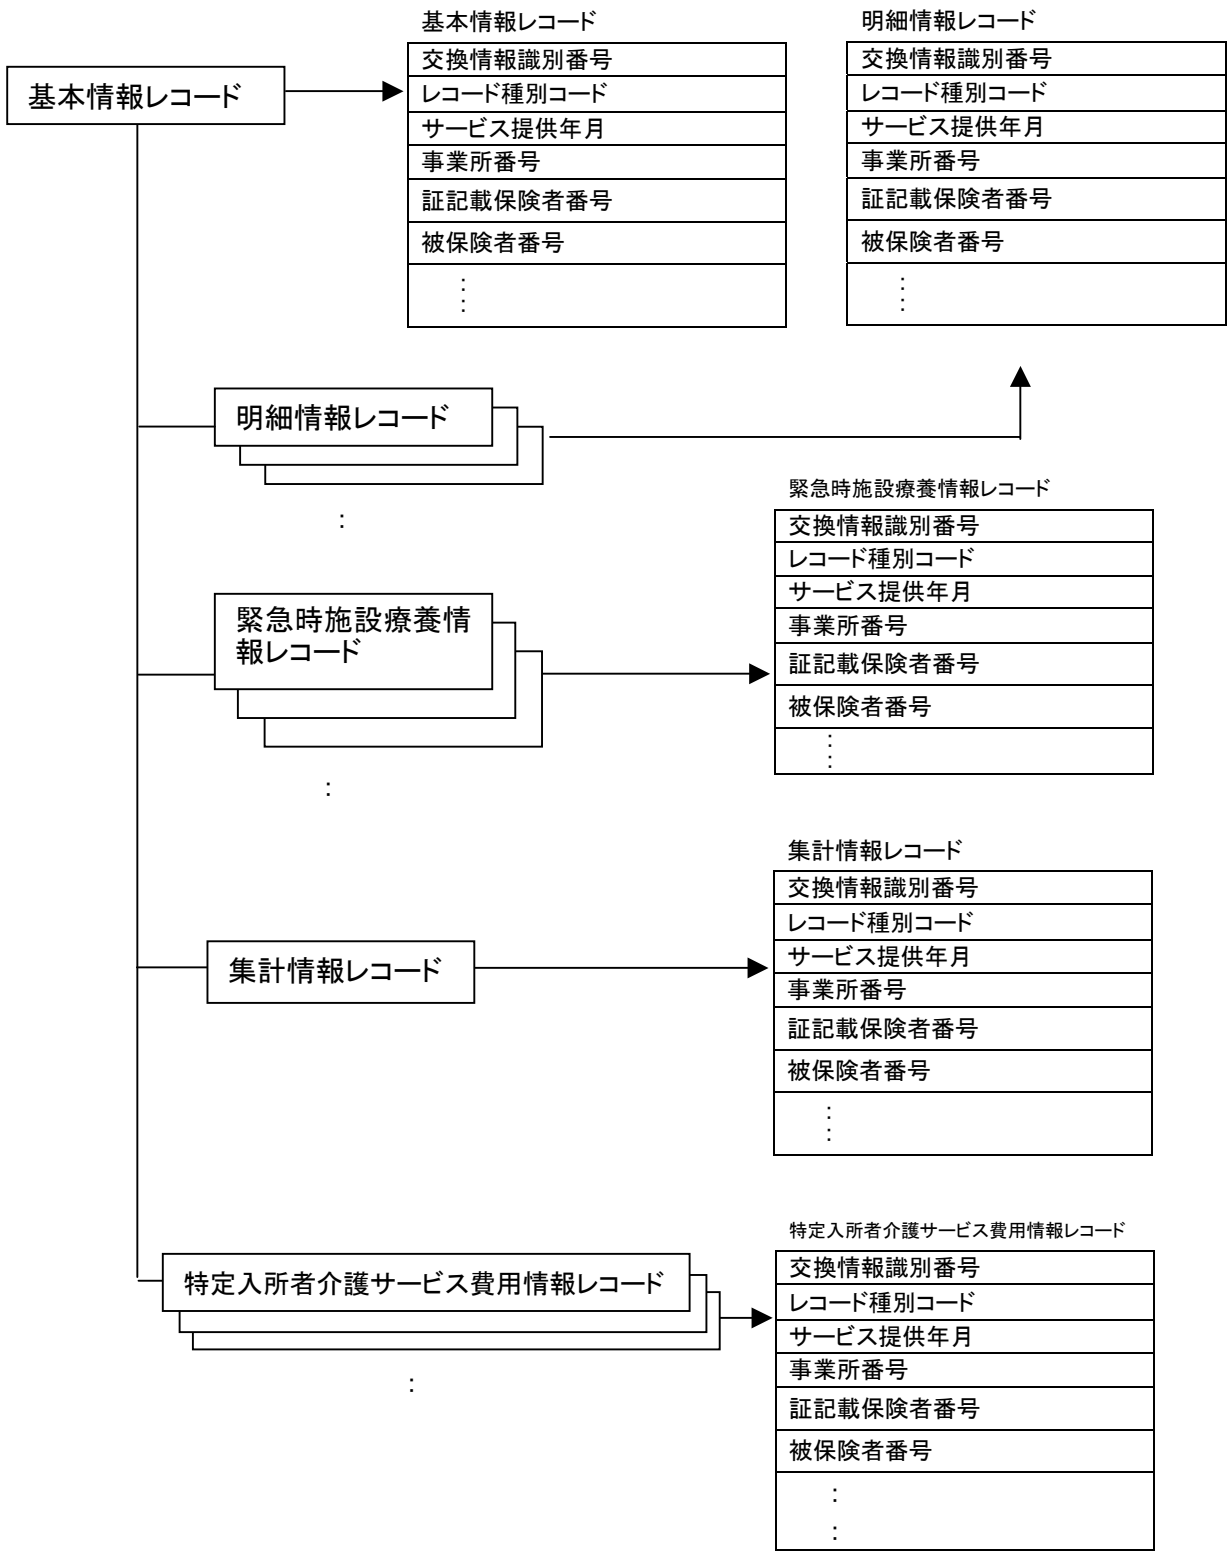 基本情報レコード
基本情報レコード
交換情報識別番号
レコード種別コード
サービス提供年月
事業所番号
証記載保険者番号
被保険者番号
:
:
明細情報レコード
交換情報識別番号
レコード種別コード
サービス提供年月
事業所番号
証記載保険者番号
被保険者番号
:
:
明細情報レコード
:
緊急時施設療養情
報レコード
:
緊急時施設療養情報レコード
交換情報識別番号
レコード種別コード
サービス提供年月
事業所番号
証記載保険者番号
被保険者番号
:
:
集計情報レコード
集計情報レコード
交換情報識別番号
レコード種別コード
サービス提供年月
事業所番号
証記載保険者番号
被保険者番号
:
:
特定入所者介護サービス費用情報レコード
:
特定入所者介護サービス費用情報レコード
交換情報識別番号
レコード種別コード
サービス提供年月
事業所番号
証記載保険者番号
被保険者番号
:
: